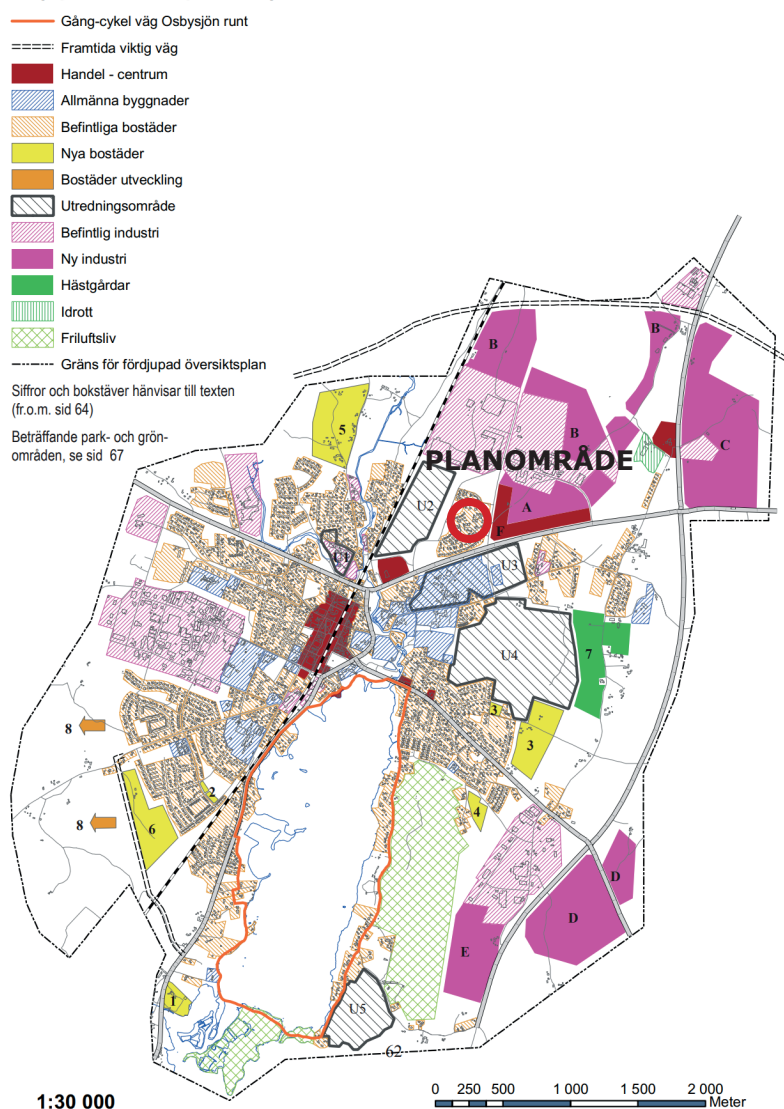 Gång-cykel väg Osbysjön runt
Framtida viktig väg
Handel - centrum
Allmänna byggnader
Befintliga bostäder
Nya bostäder
Bostäder utveckling
Utredningsområde
Befintlig industri
Ny industri
Hästgårdar
Idrott
Friluftsliv
Gräns för fördjupad översiktsplan
Siffror och bokstäver hänvisar till texten
(fr.o.m. sid 64)
Beträffande park- och grön-
områden, se sid 67
B
B
5
B
C
PLANOMRÅDE
A
U2
F
U1
U3
U4
7
3
3
8
2
4
6
8
D
D
E
1
U5
62
1:30 000
0 250 500 1 000 1 500 2 000
Meter